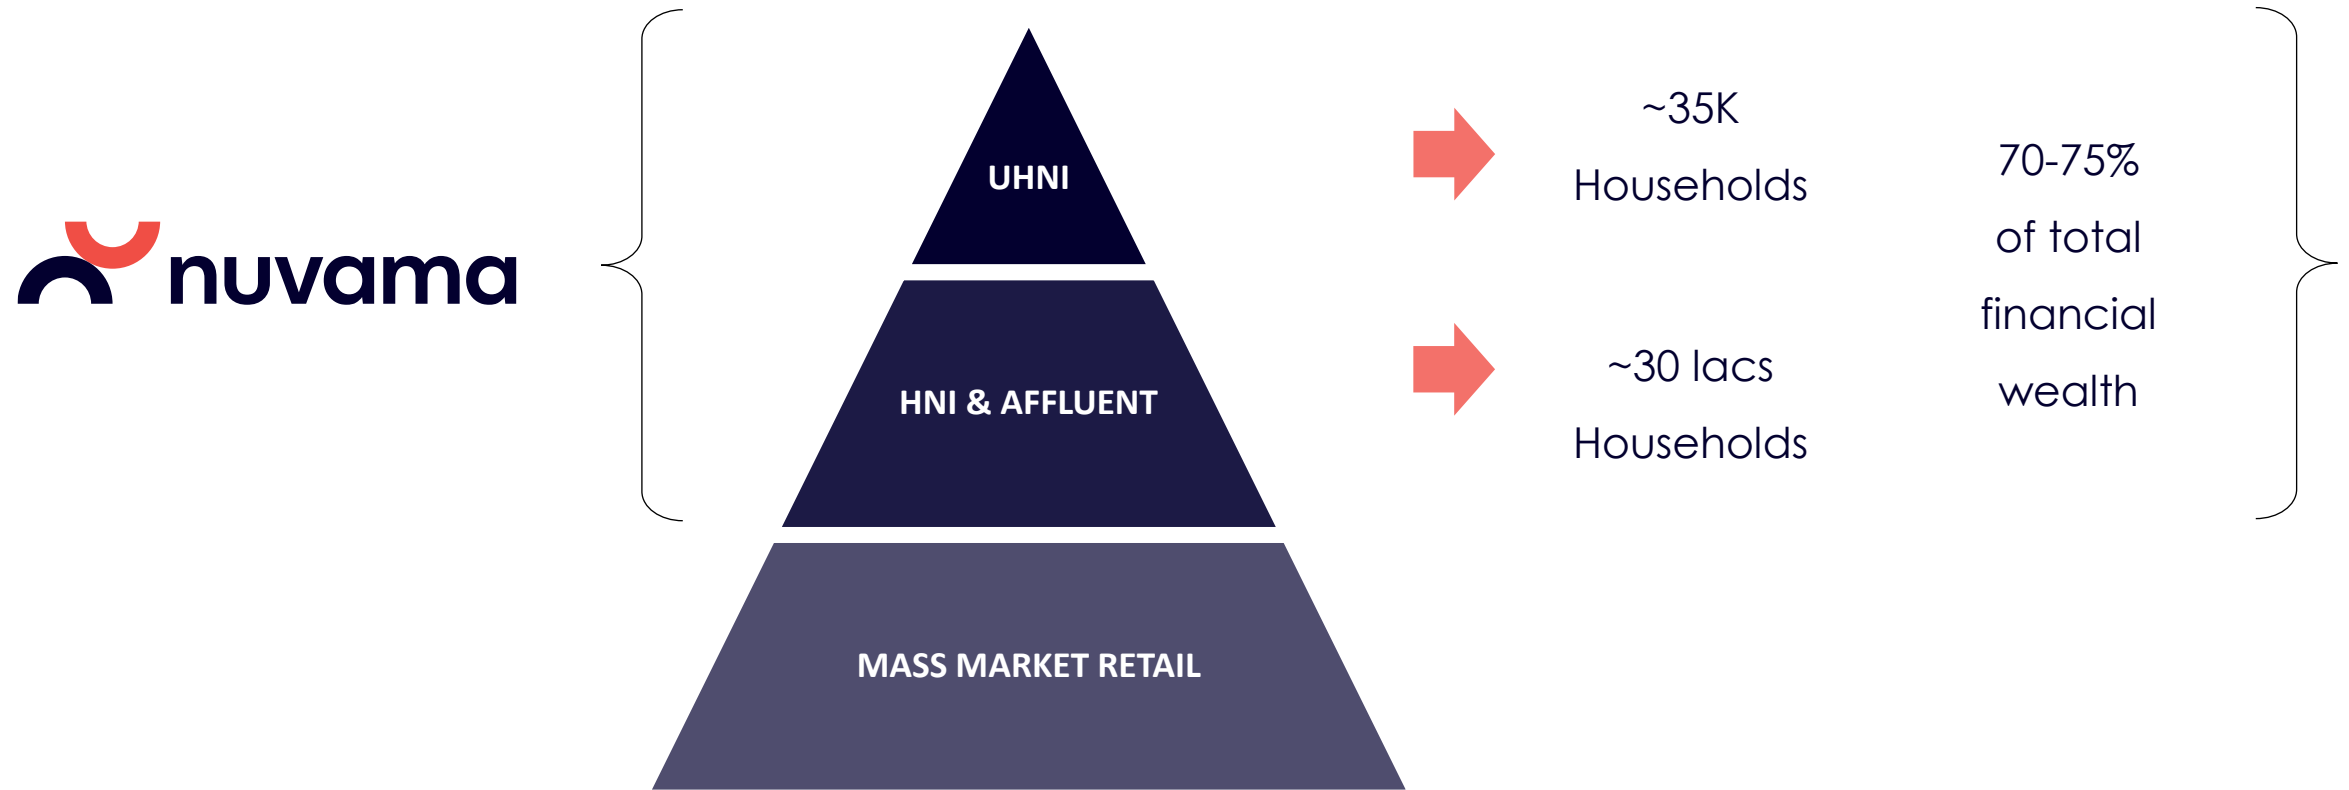 nuvama
UHNI
HNI & AFFLUENT
MASS MARKET RETAIL
~35K
Households
~30 lacs
Households
70-75%
of total
financial
wealth